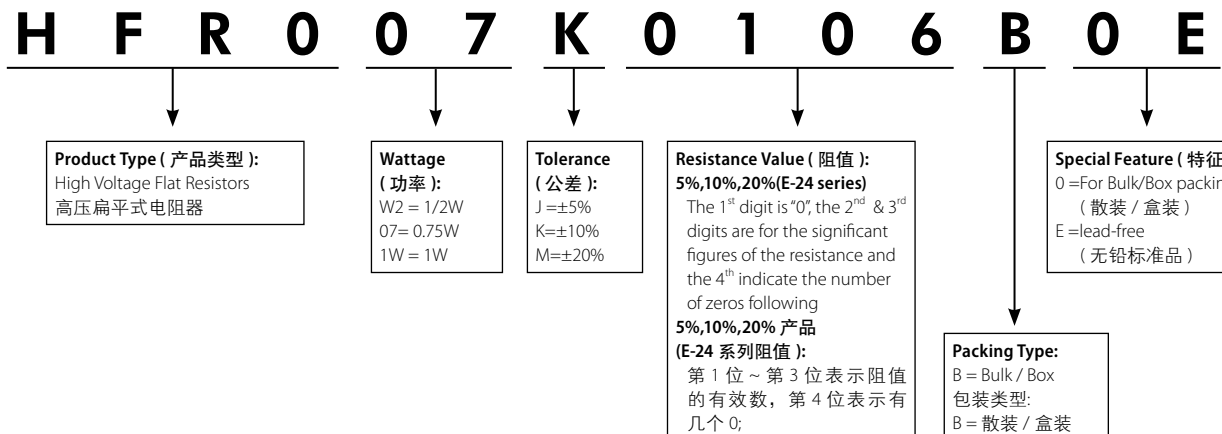 H F R 0 0 7 K 0 1 0 6 B 0 E
Product Type ( 产品类型 ):
High Voltage Flat Resistors
高压扁平式电阻器
Wattage
( 功率 ):
W2 = 1/2W
07= 0.75W
1W = 1W
Tolerance
( 公差 ):
J =±5%
K=±10%
M=±20%
Resistance Value ( 阻值 ):
5%,10%,20%(E-24 series)
The 1st digit is "0", the 2nd & 3rd
digits are for the significant
figures of the resistance and
the 4th indicate the number
of zeros following
5%,10%,20% 产品
(E-24 系列阻值 ):
第 1 位 ~ 第 3 位表示阻值
的有效数，第 4 位表示有
几个 0;
Packing Type:
B = Bulk / Box
包装类型:
B = 散装 / 盒装
Special Feature ( 特征
0 =For Bulk/Box packin
( 散装 / 盒装 )
E =lead-free
( 无铅标准品 )